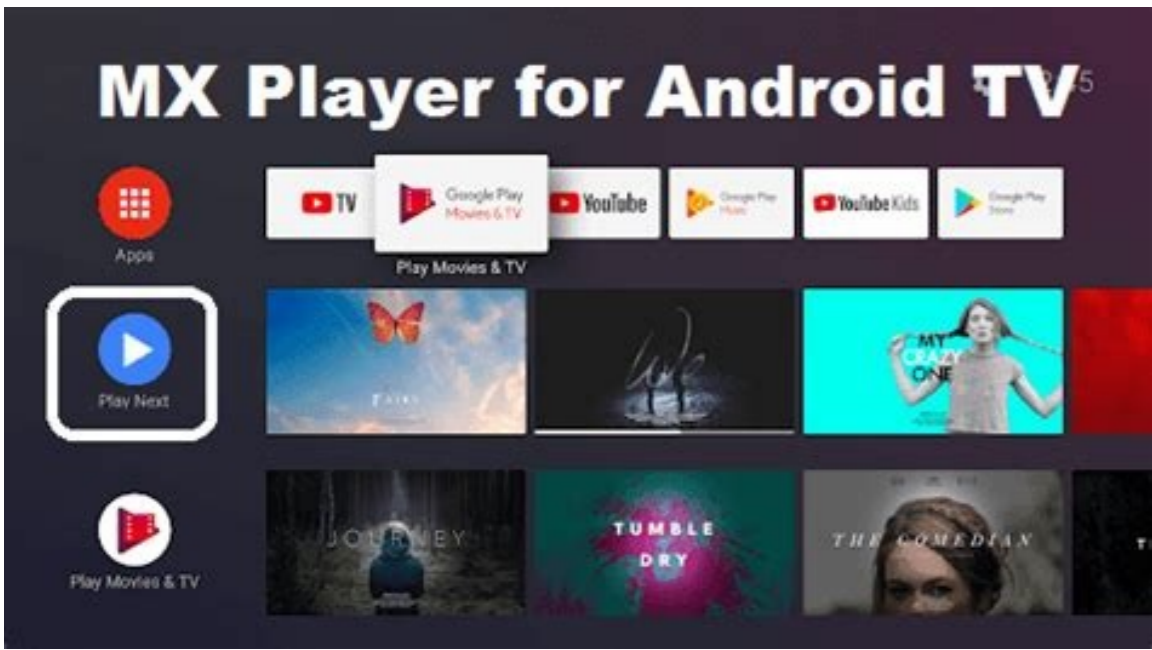 MX Player for Android TV
45
Apps
TV
Google Play
Movies & TV
YouTube
Google Play
Music
YouTube Kids
Google Play
Store
Play Movies & TV
Play Next
MY
CRAZY
ONE
Play Movies & TV
JOURNEY
TUMBLE
DRY
THE COMEDIAN